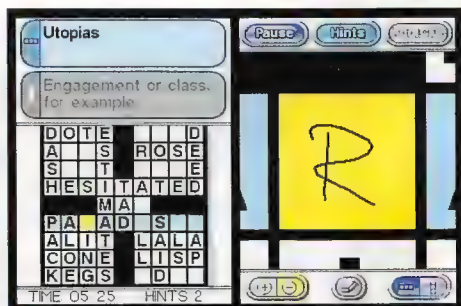 Utopias
Engagement or class,
for example
Pause
Hints
DOTE D
A S ROSE
S T E
HESITATED
MA
PA AD S
ALIT LALA
CONE LISP
KEGS D
R
TIME 05 25 HINTS 2